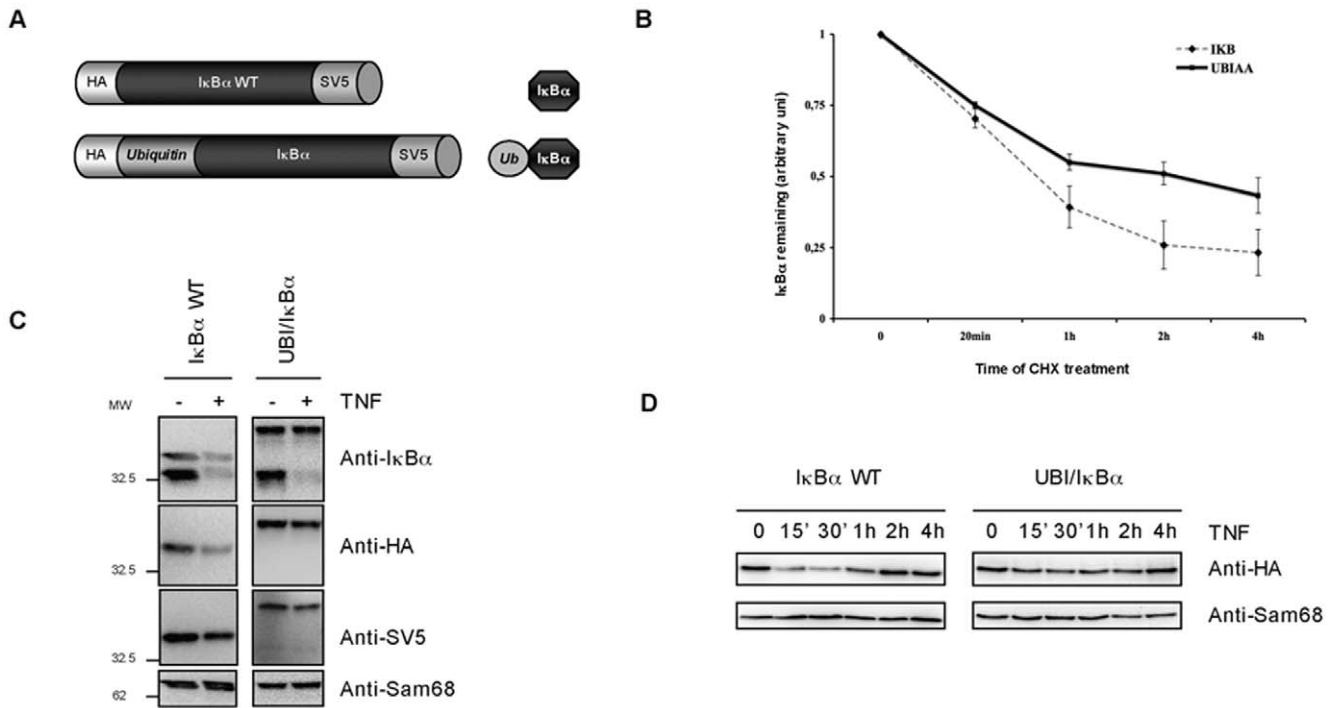 A
HA IκBα WT SV5 IκBα
HA Ubiquitin IκBα SV5 Ub IκBα
B
IκBα remaining (arbitrary uni)
1
0,75
0,5
0,25
0
IKB
UBIAA
0 20min 1h 2h 4h
Time of CHX treatment
C
IκBα WT UBI/IκBα
MW - + - + TNF
32.5 Anti-IκBα
32.5 Anti-HA
32.5 Anti-SV5
62 Anti-Sam68
D
IκBα WT UBI/IκBα
0 15’ 30’ 1h 2h 4h 0 15’ 30’ 1h 2h 4h TNF
Anti-HA
Anti-Sam68